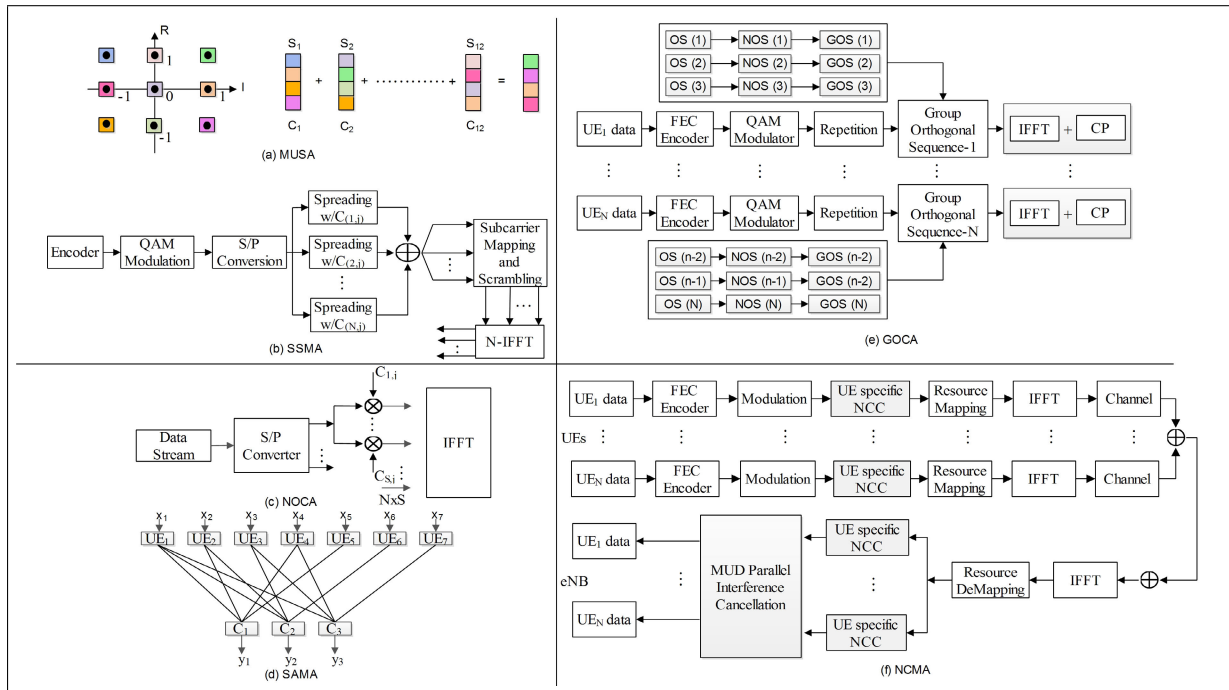 R
1
I
-1
0
1
-1
S1
S2
S12
+
+
············
+
=
C1
C2
C12
(a) MUSA
Encoder
QAM
Modulation
S/P
Conversion
Spreading
w/C(1,j)
Spreading
w/C(2,j)
⋮
Spreading
w/C(N,j)
Subcarrier
Mapping
and
Scrambling
⋮
...
N-IFFT
⋮
(b) SSMA
C1,j
Data
Stream
S/P
Converter
⋮
⋮
CS,j
⋮
NxS
IFFT
(c) NOCA
x1
x2
x3
x4
x5
x6
x7
UE1
UE2
UE3
UE4
UE5
UE6
UE7
C1
C2
C3
y1
y2
y3
(d) SAMA
OS (1)
NOS (1)
GOS (1)
OS (2)
NOS (2)
GOS (2)
OS (3)
NOS (3)
GOS (3)
UE1 data
FEC
Encoder
QAM
Modulator
Repetition
Group
Orthogonal
Sequence-1
IFFT
+
CP
⋮
⋮
⋮
⋮
⋮
⋮
UEN data
FEC
Encoder
QAM
Modulator
Repetition
Group
Orthogonal
Sequence-N
IFFT
+
CP
OS (n-2)
NOS (n-2)
GOS (n-2)
OS (n-1)
NOS (n-1)
GOS (n-2)
OS (N)
NOS (N)
GOS (N)
(e) GOCA
UE1 data
FEC
Encoder
Modulation
UE specific
NCC
Resource
Mapping
IFFT
Channel
UEs
⋮
⋮
⋮
⋮
⋮
⋮
⋮
UEN data
FEC
Encoder
Modulation
UE specific
NCC
Resource
Mapping
IFFT
Channel
UE1 data
eNB
⋮
UEN data
MUD Parallel
Interference
Cancellation
UE specific
NCC
⋮
UE specific
NCC
Resource
DeMapping
IFFT
(f) NCMA